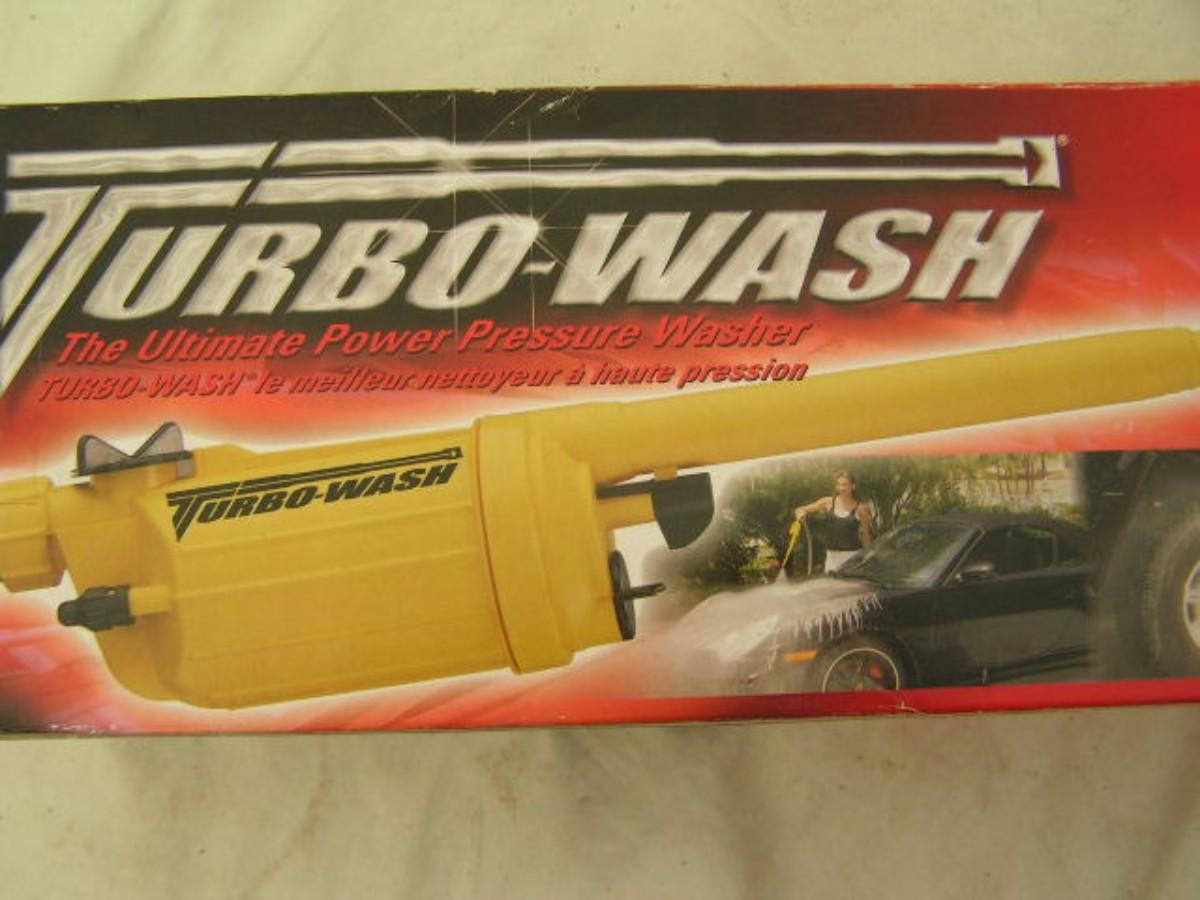 TURBO-WASH®
The Ultimate Power Pressure Washer
TURBO-WASH® le meilleur nettoyeur à haute pression
TURBO-WASH